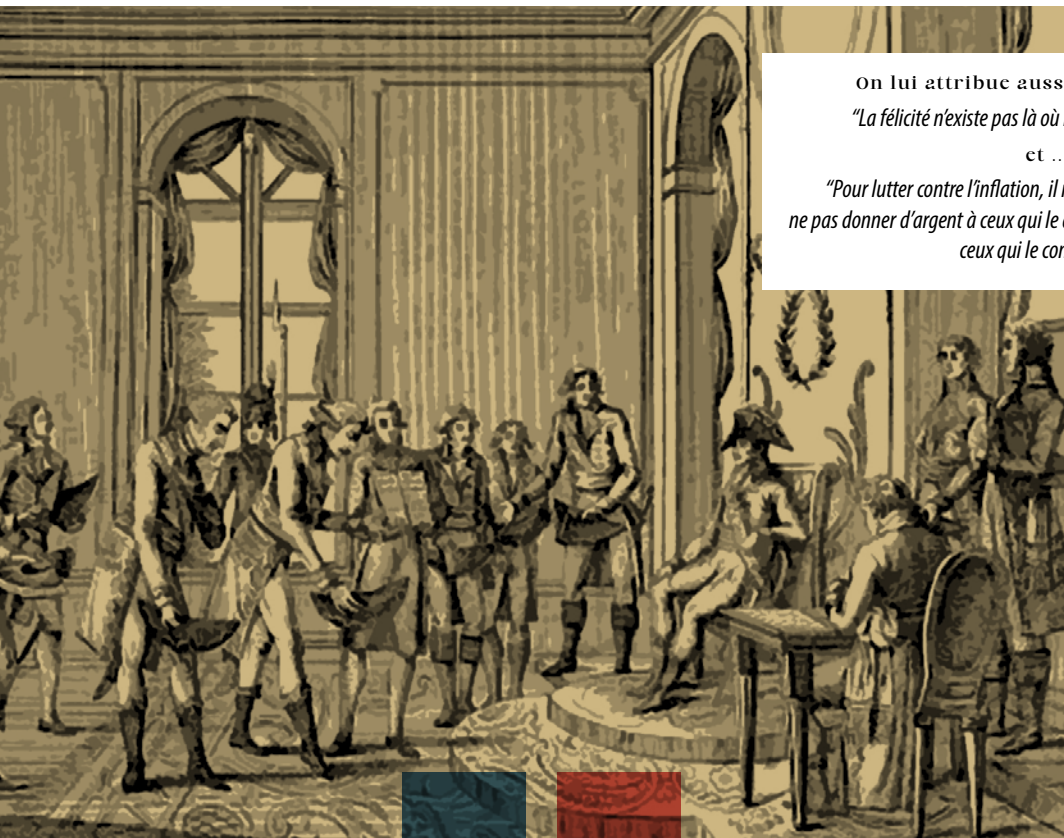 On lui attribue auss
“La félicité n’existe pas là où
et ..
“Pour lutter contre l’inflation, il
ne pas donner d’argent à ceux qui le
ceux qui le con